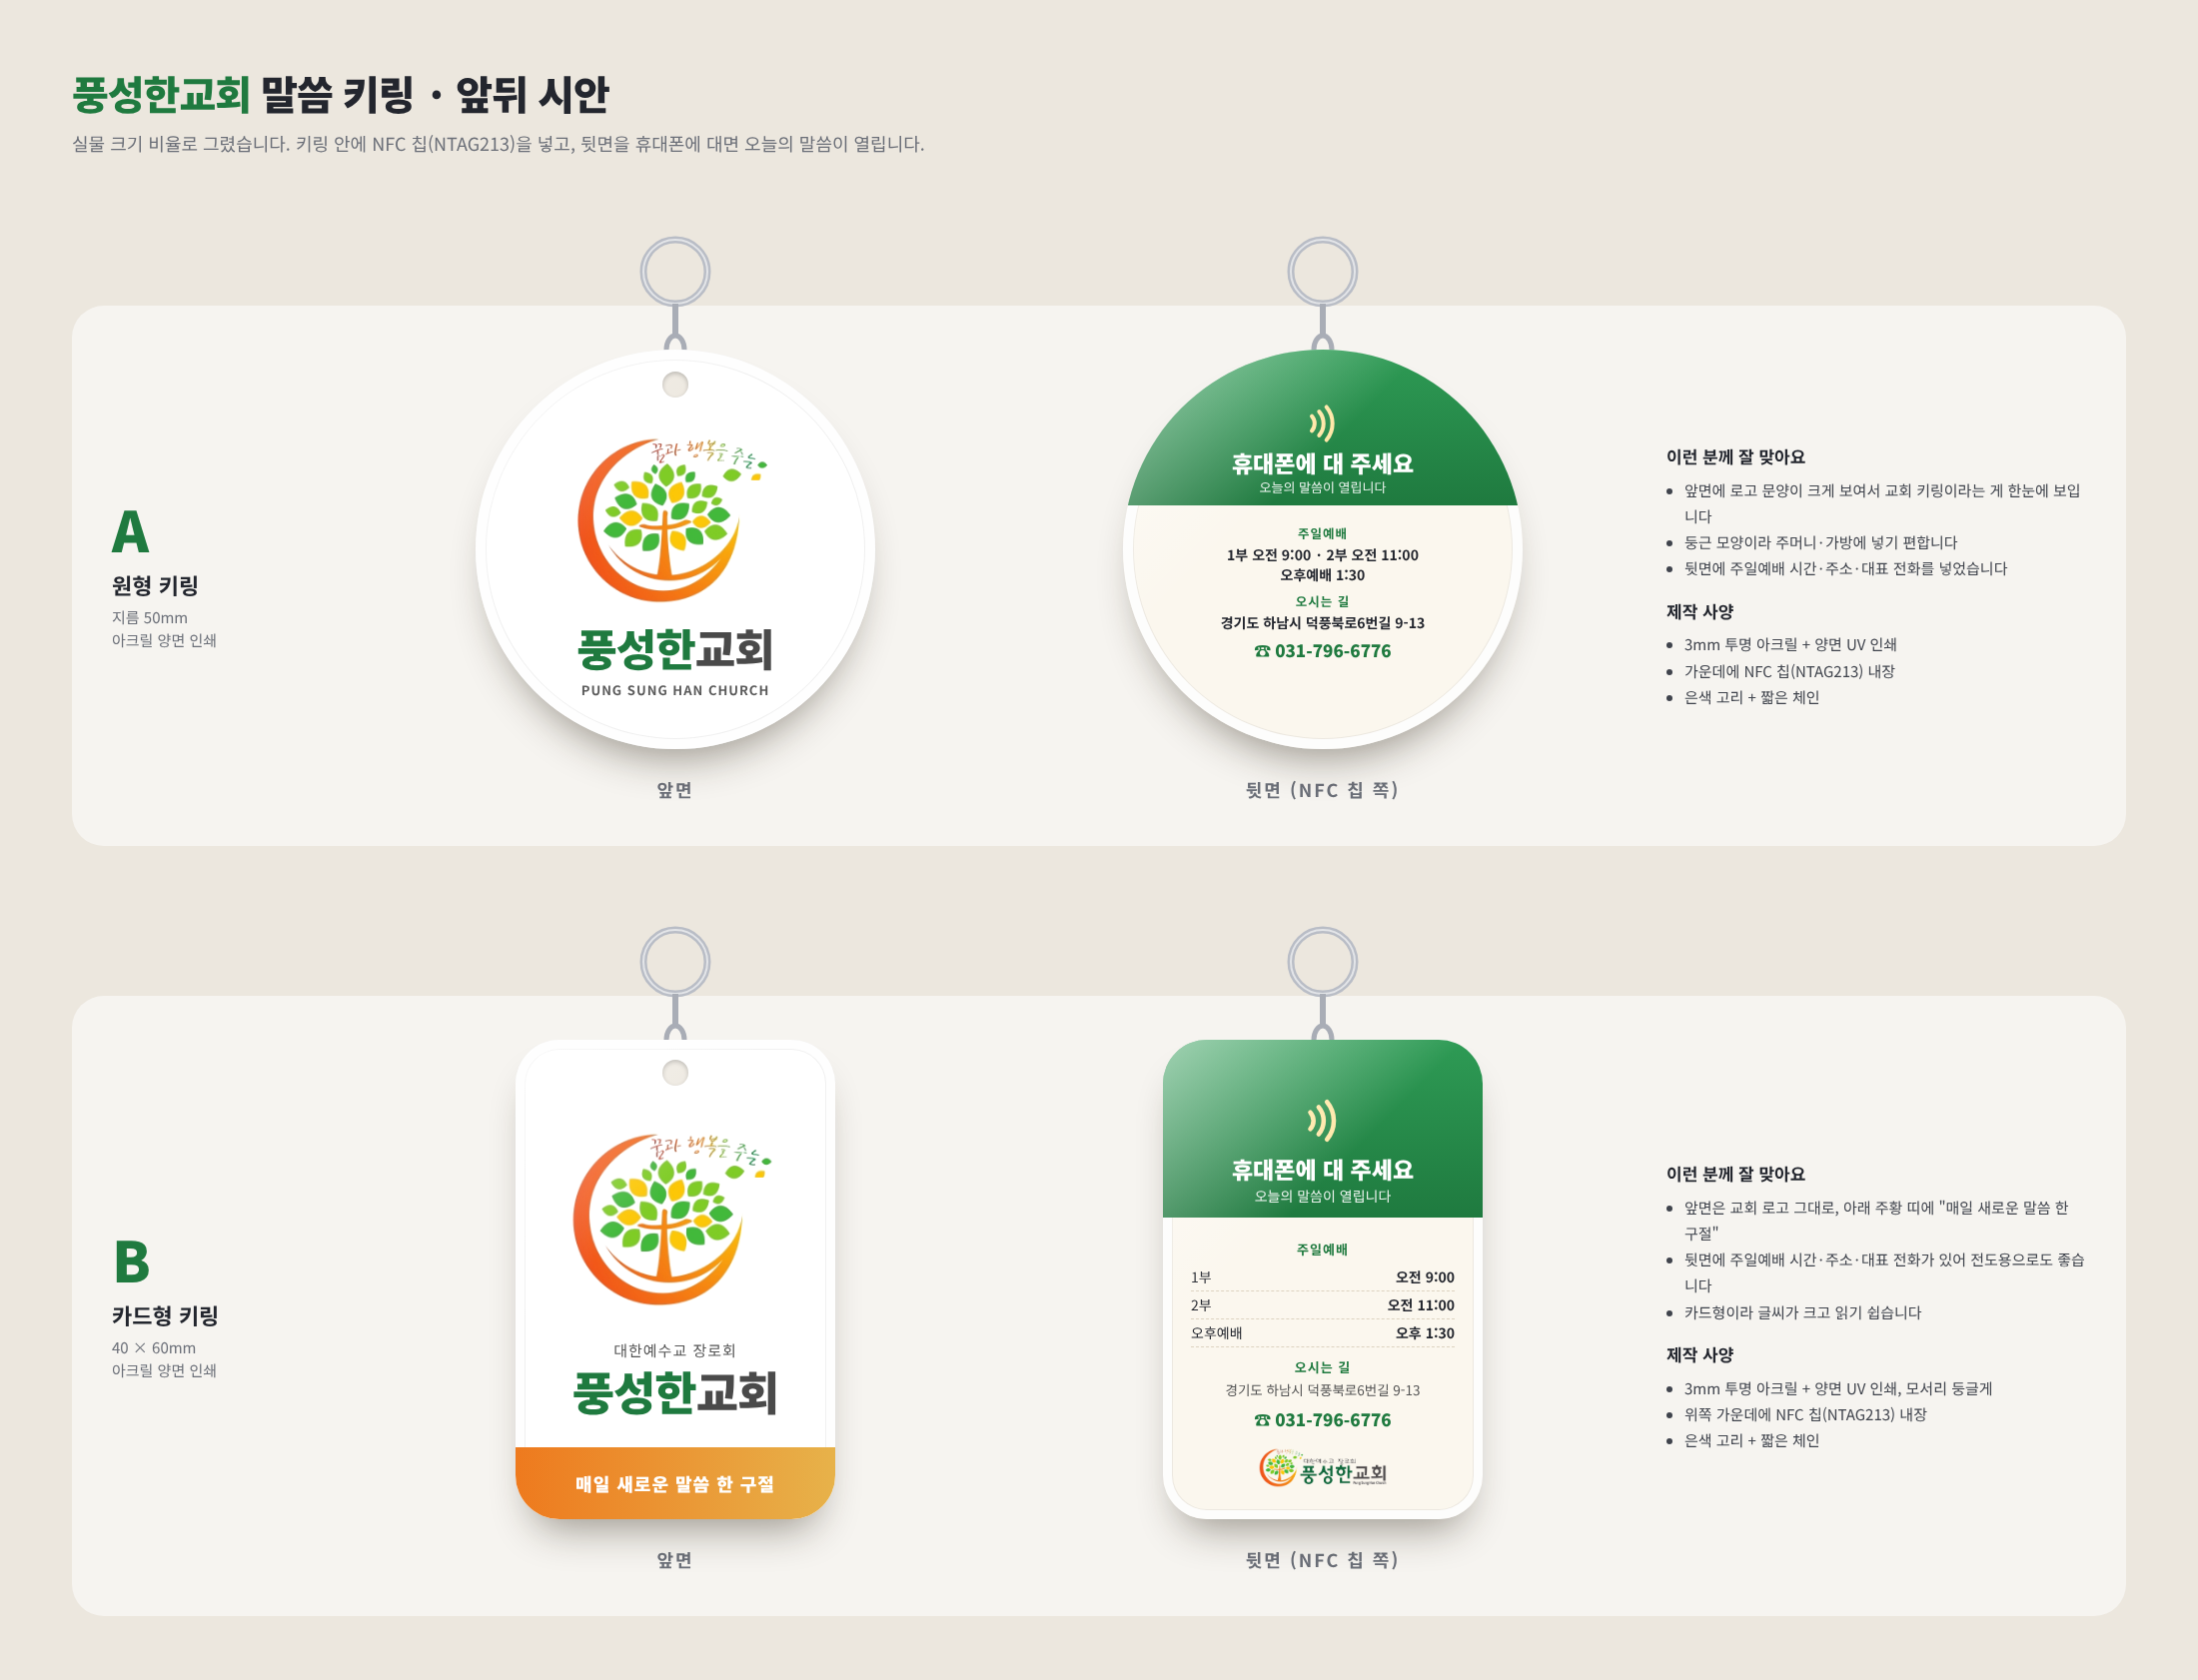 풍성한교회 말씀 키링 · 앞뒤 시안
실물 크기 비율로 그렸습니다. 키링 안에 NFC 칩(NTAG213)을 넣고, 뒷면을 휴대폰에 대면 오늘의 말씀이 열립니다.
A
원형 키링
지름 50mm
아크릴 양면 인쇄
꿈과 행복을 주는
풍성한교회
PUNG SUNG HAN CHURCH
앞면
휴대폰에 대 주세요
오늘의 말씀이 열립니다
주일예배
1부 오전 9:00 · 2부 오전 11:00
오후예배 1:30
오시는 길
경기도 하남시 덕풍북로6번길 9-13
☎ 031-796-6776
뒷면 (NFC 칩 쪽)
이런 분께 잘 맞아요
앞면에 로고 문양이 크게 보여서 교회 키링이라는 게 한눈에 보입
니다
둥근 모양이라 주머니·가방에 넣기 편합니다
뒷면에 주일예배 시간·주소·대표 전화를 넣었습니다
제작 사양
3mm 투명 아크릴 + 양면 UV 인쇄
가운데에 NFC 칩(NTAG213) 내장
은색 고리 + 짧은 체인
B
카드형 키링
40 × 60mm
아크릴 양면 인쇄
꿈과 행복을 주는
대한예수교 장로회
풍성한교회
매일 새로운 말씀 한 구절
앞면
휴대폰에 대 주세요
오늘의 말씀이 열립니다
주일예배
1부 오전 9:00
2부 오전 11:00
오후예배 오후 1:30
오시는 길
경기도 하남시 덕풍북로6번길 9-13
☎ 031-796-6776
대한예수교 장로회
풍성한교회
뒷면 (NFC 칩 쪽)
이런 분께 잘 맞아요
앞면은 교회 로고 그대로, 아래 주황 띠에 "매일 새로운 말씀 한
구절"
뒷면에 주일예배 시간·주소·대표 전화가 있어 전도용으로도 좋습
니다
카드형이라 글씨가 크고 읽기 쉽습니다
제작 사양
3mm 투명 아크릴 + 양면 UV 인쇄, 모서리 둥글게
위쪽 가운데에 NFC 칩(NTAG213) 내장
은색 고리 + 짧은 체인